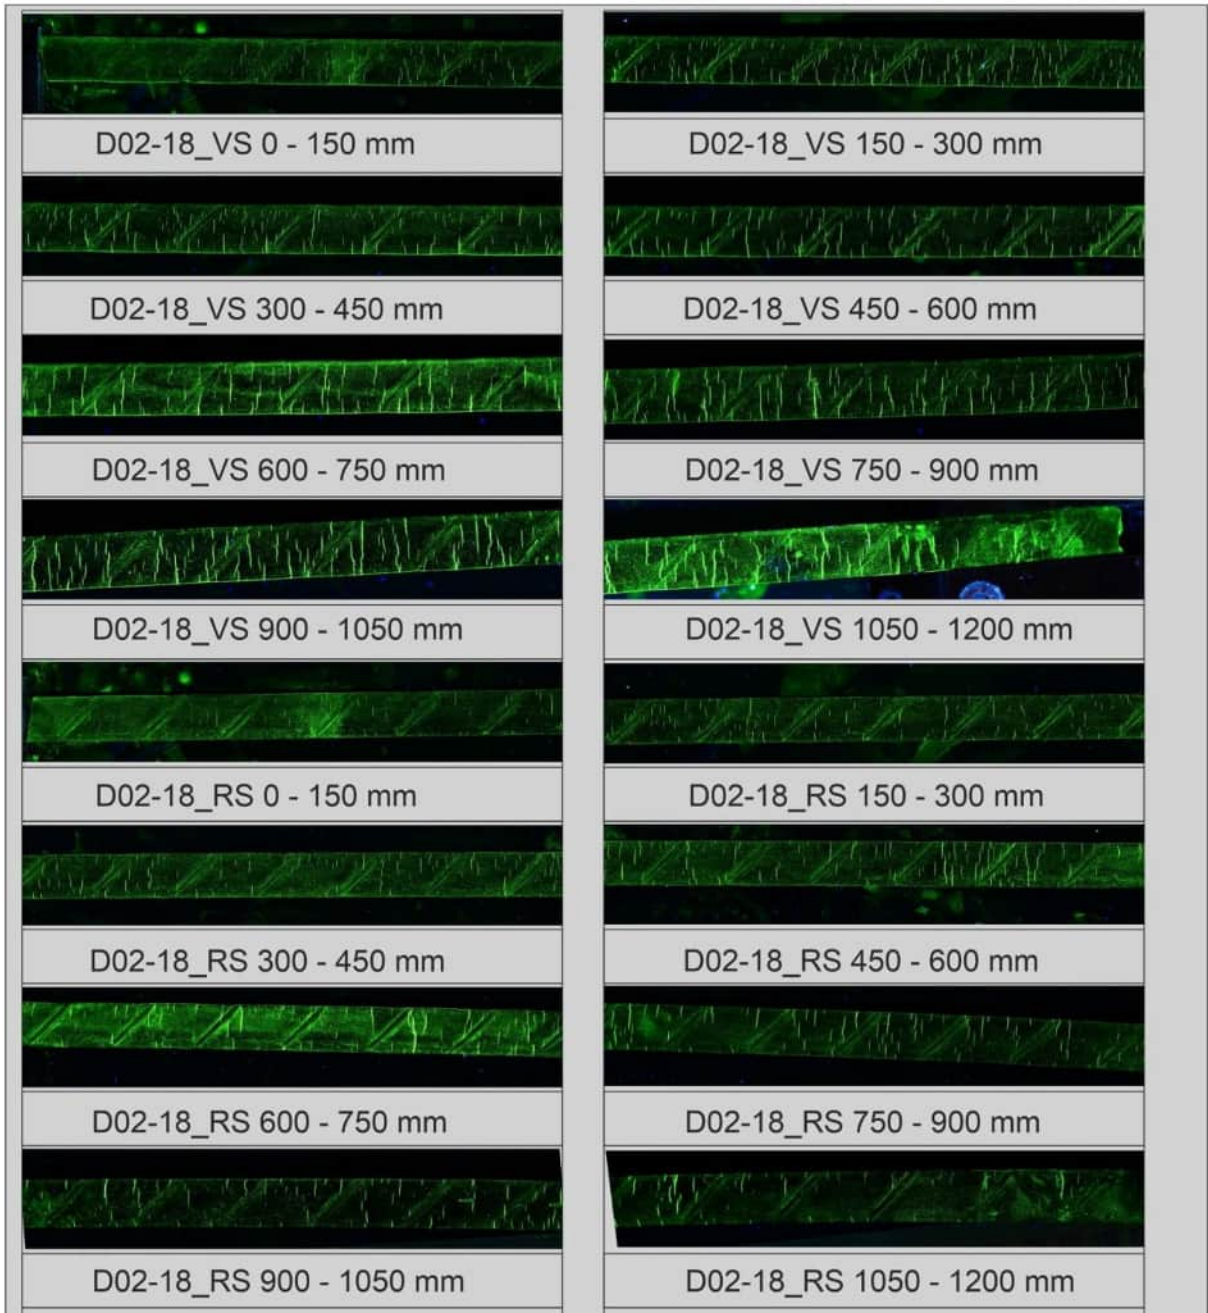 D02-18_VS 0 - 150 mm
D02-18_VS 150 - 300 mm
D02-18_VS 300 - 450 mm
D02-18_VS 450 - 600 mm
D02-18_VS 600 - 750 mm
D02-18_VS 750 - 900 mm
D02-18_VS 900 - 1050 mm
D02-18_VS 1050 - 1200 mm
D02-18_RS 0 - 150 mm
D02-18_RS 150 - 300 mm
D02-18_RS 300 - 450 mm
D02-18_RS 450 - 600 mm
D02-18_RS 600 - 750 mm
D02-18_RS 750 - 900 mm
D02-18_RS 900 - 1050 mm
D02-18_RS 1050 - 1200 mm